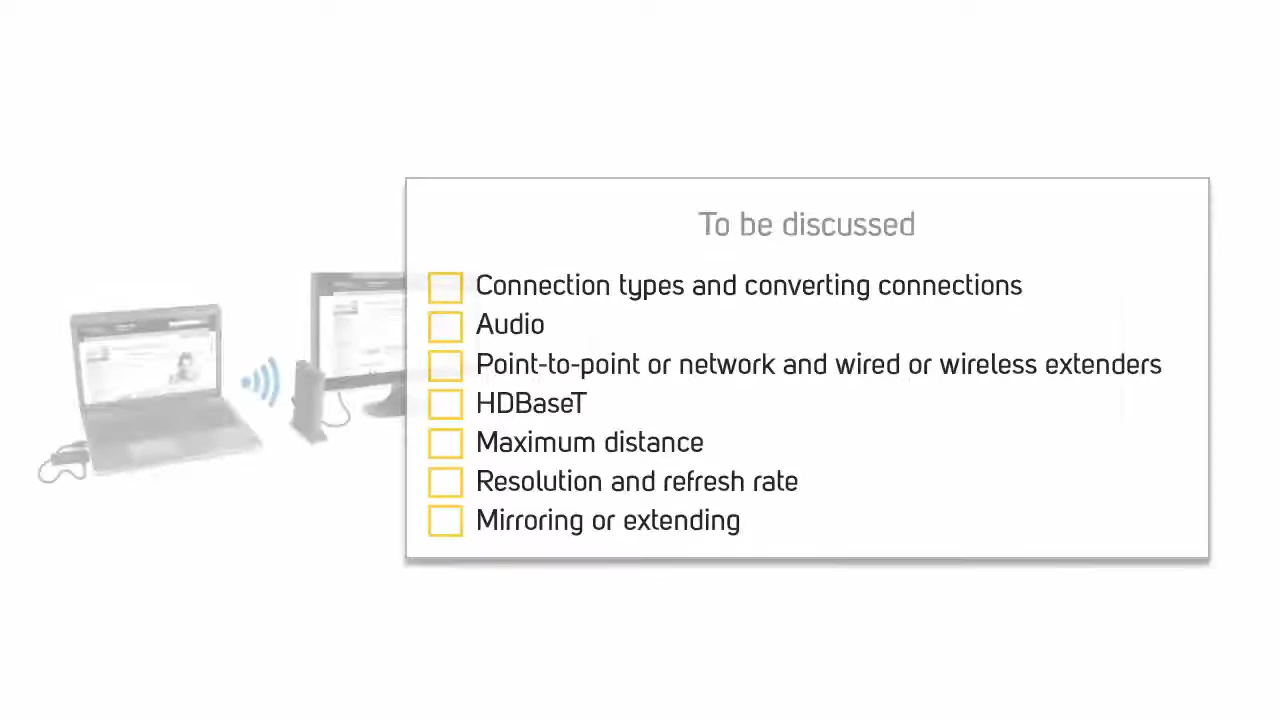 To be discussed
Connection types and converting connections
Audio
Point-to-point or network and wired or wireless extenders
HDBaseT
Maximum distance
Resolution and refresh rate
Mirroring or extending